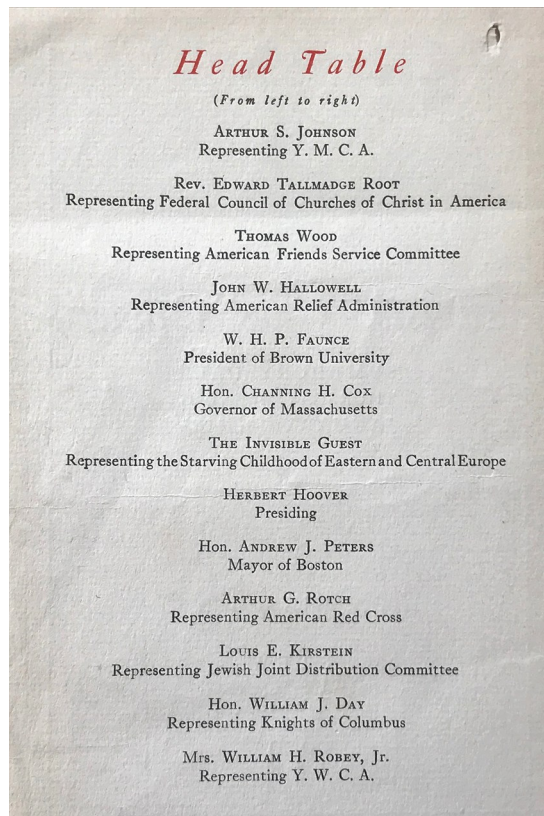 Head Table
(From left to right)
Arthur S. Johnson
Representing Y. M. C. A.
Rev. Edward Tallmadge Root
Representing Federal Council of Churches of Christ in America
Thomas Wood
Representing American Friends Service Committee
John W. Hallowell
Representing American Relief Administration
W. H. P. Faunce
President of Brown University
Hon. Channing H. Cox
Governor of Massachusetts
The Invisible Guest
Representing the Starving Childhood of Eastern and Central Europe
Herbert Hoover
Presiding
Hon. Andrew J. Peters
Mayor of Boston
Arthur G. Rotch
Representing American Red Cross
Louis E. Kirstein
Representing Jewish Joint Distribution Committee
Hon. William J. Day
Representing Knights of Columbus
Mrs. William H. Robey, Jr.
Representing Y. W. C. A.